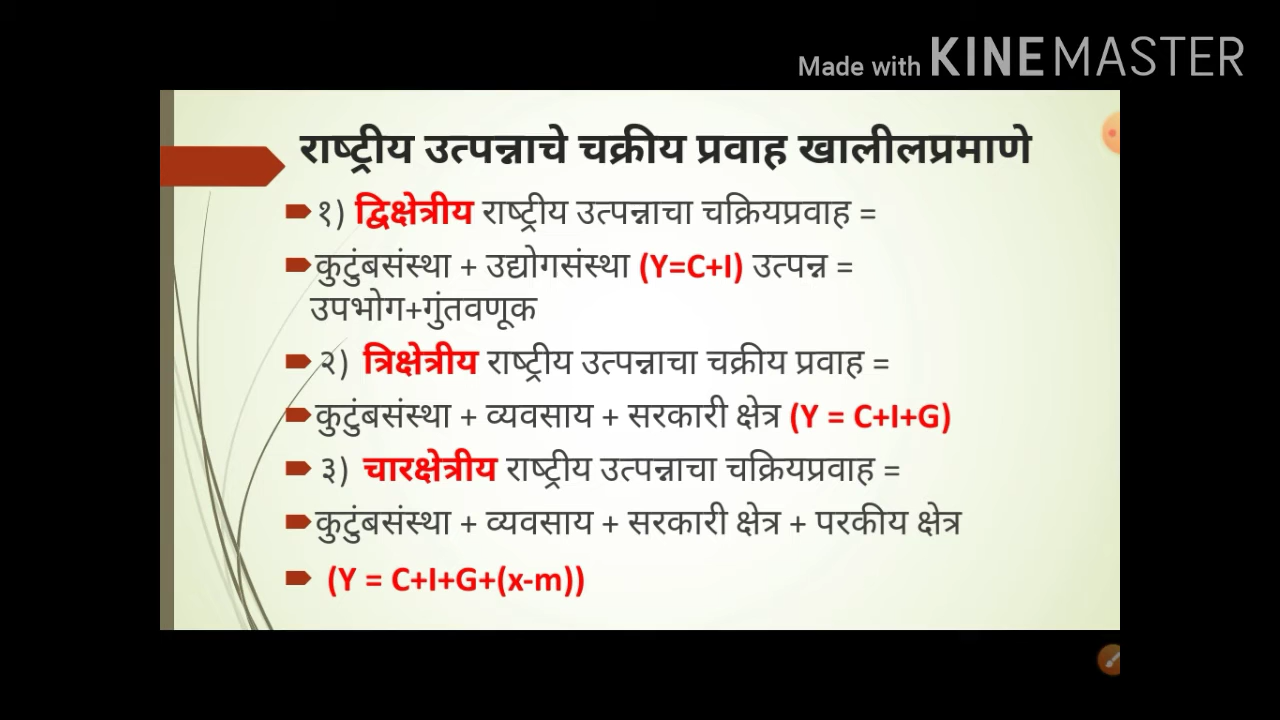 Made with KINEMASTER
राष्ट्रीय उत्पन्नाचे चक्रीय प्रवाह खालीलप्रमाणे
१) द्विक्षेत्रीय राष्ट्रीय उत्पन्नाचा चक्रियप्रवाह =
कुटुंबसंस्था + उद्योगसंस्था (Y=C+I) उत्पन्न =
उपभोग+गुंतवणूक
२) त्रिक्षेत्रीय राष्ट्रीय उत्पन्नाचा चक्रीय प्रवाह =
कुटुंबसंस्था + व्यवसाय + सरकारी क्षेत्र (Y = C+I+G)
३) चारक्षेत्रीय राष्ट्रीय उत्पन्नाचा चक्रियप्रवाह =
कुटुंबसंस्था + व्यवसाय + सरकारी क्षेत्र + परकीय क्षेत्र
(Y = C+I+G+(x-m))